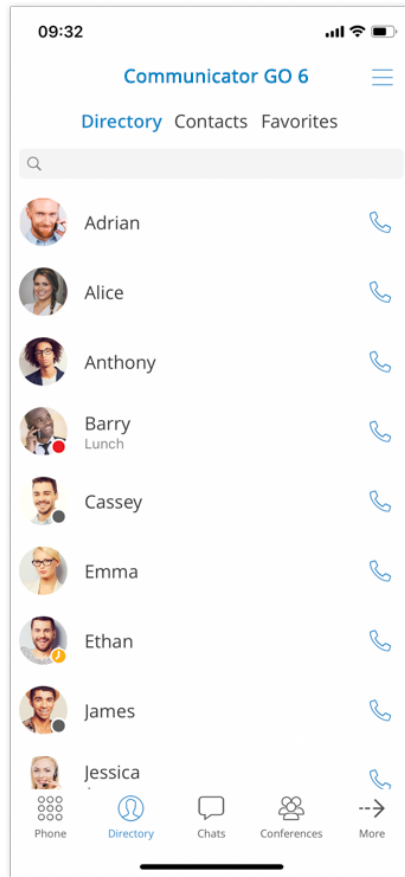 09:32
Communicator GO 6
Directory Contacts Favorites
Adrian
Alice
Anthony
Barry
Lunch
Cassey
Emma
Ethan
James
Jessica
Phone Directory Chats Conferences More